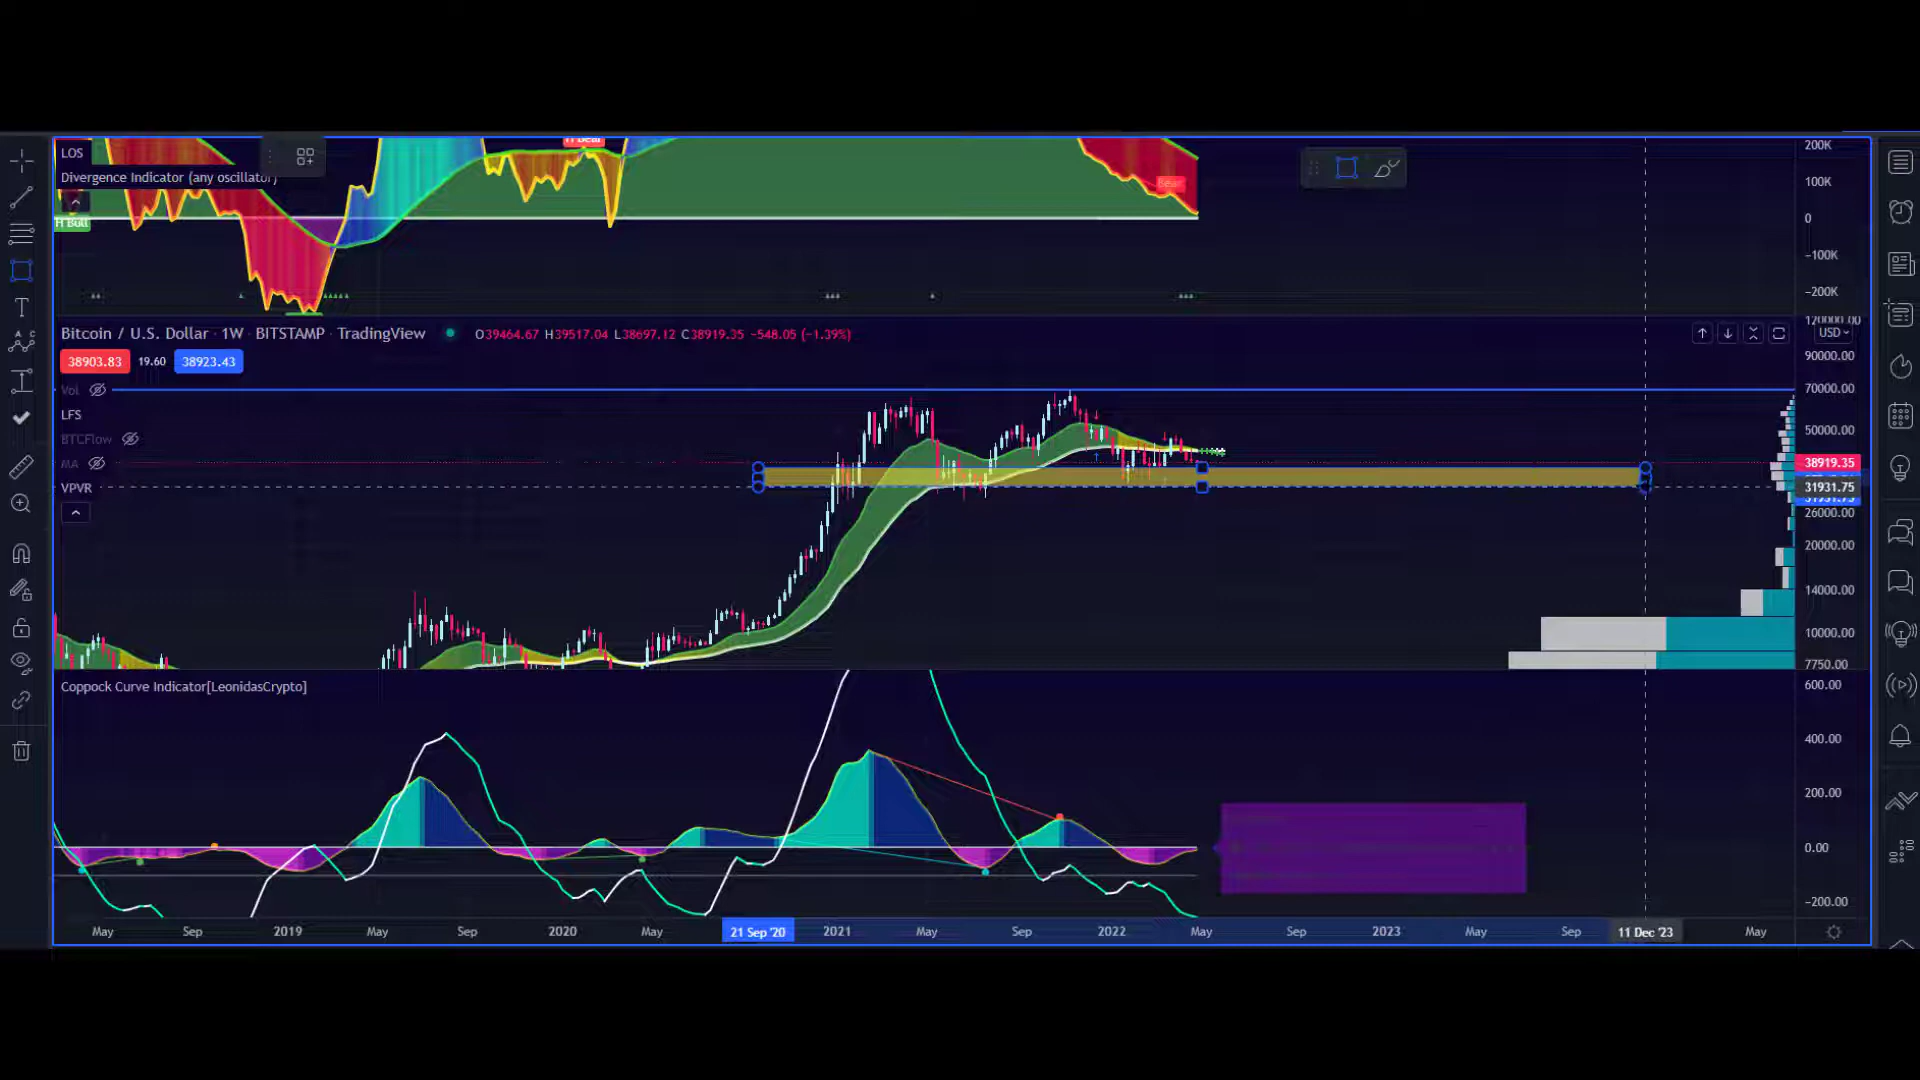 LOS
Divergence Indicator (any oscillator)
H Bull
H Bear
Bear
200K
100K
0
−100K
−200K
Bitcoin / U.S. Dollar · 1W · BITSTAMP · TradingView
O39464.67 H39517.04 L38697.12 C38919.35 −548.05 (−1.39%)
38903.83 19.60 38923.43
Vol
LFS
BTCFlow
MA
VPVR
120000.00
USD
90000.00
70000.00
50000.00
38919.35
31931.75
26000.00
20000.00
14000.00
10000.00
7750.00
Coppock Curve Indicator[LeonidasCrypto]
600.00
400.00
200.00
0.00
−200.00
May Sep 2019 May Sep 2020 May 21 Sep '20 2021 May Sep 2022 May Sep 2023 May Sep 11 Dec '23 May